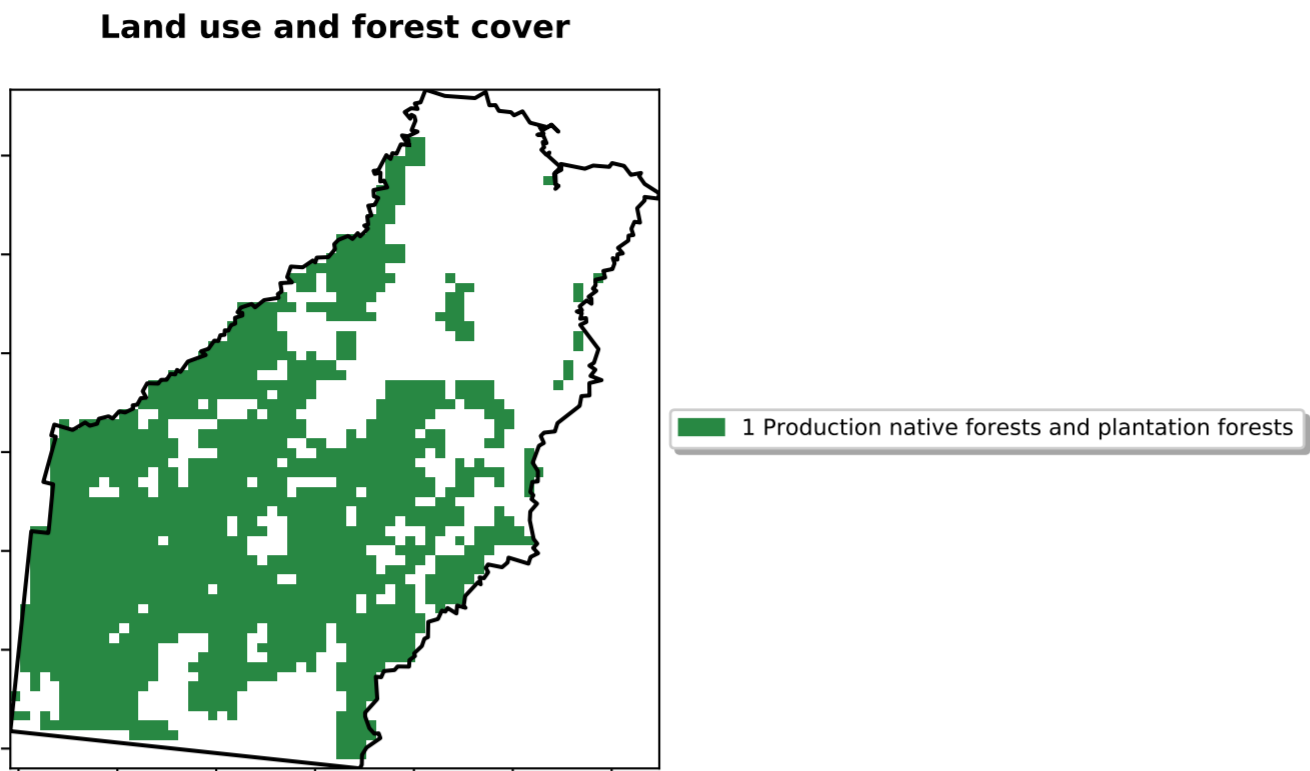 Land use and forest cover
1 Production native forests and plantation forests